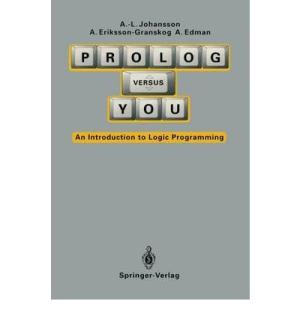 A.-L. Johansson
A. Eriksson-Granskog A. Edman
PROLOG
VERSUS
YOU
An Introduction to Logic Programming
Springer-Verlag